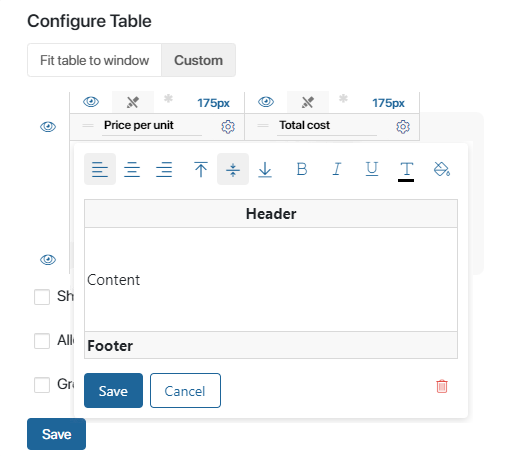 Configure Table
Fit table to window Custom
175px 175px
Price per unit Total cost
B I U T
Header
Content
Footer
Sh
All
Gr
Save Cancel
Save